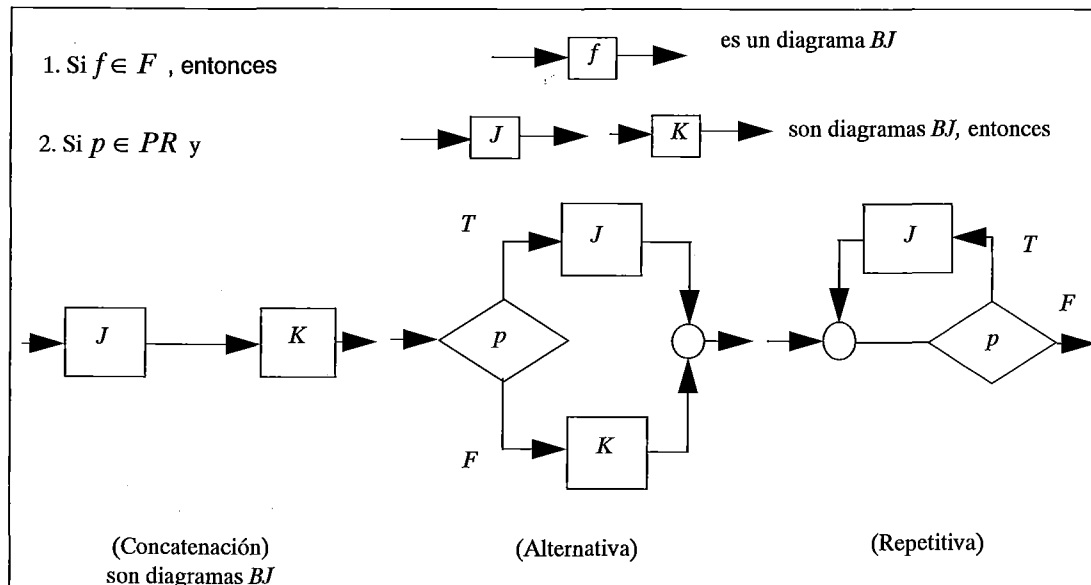 1. Si f ∈ F , entonces
f
es un diagrama BJ
2. Si p ∈ PR y
J
K
son diagramas BJ, entonces
T
J
J
T
F
J
K
p
p
F
K
(Concatenación)
(Alternativa)
(Repetitiva)
son diagramas BJ